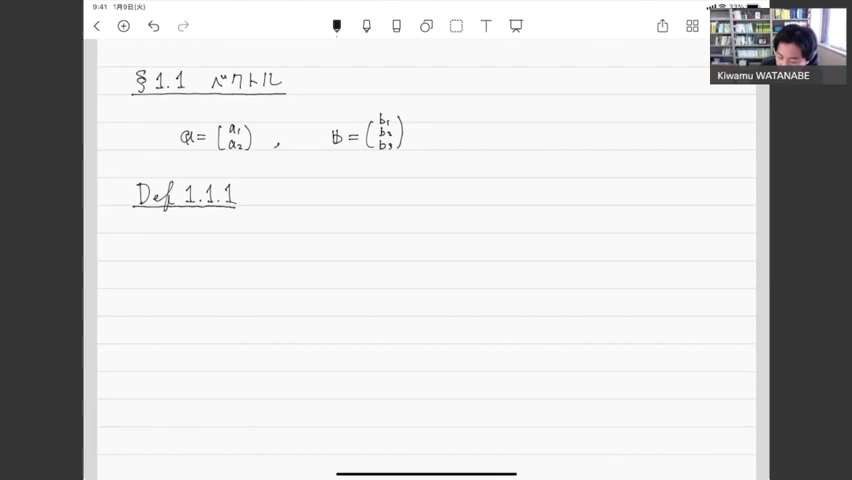 9:41 1月9日(火)
33%
Kiwamu WATANABE
§1.1 ベクトル
𝕒 = (a₁ a₂) , 𝕓 = (b₁ b₂ b₃)
Def 1.1.1